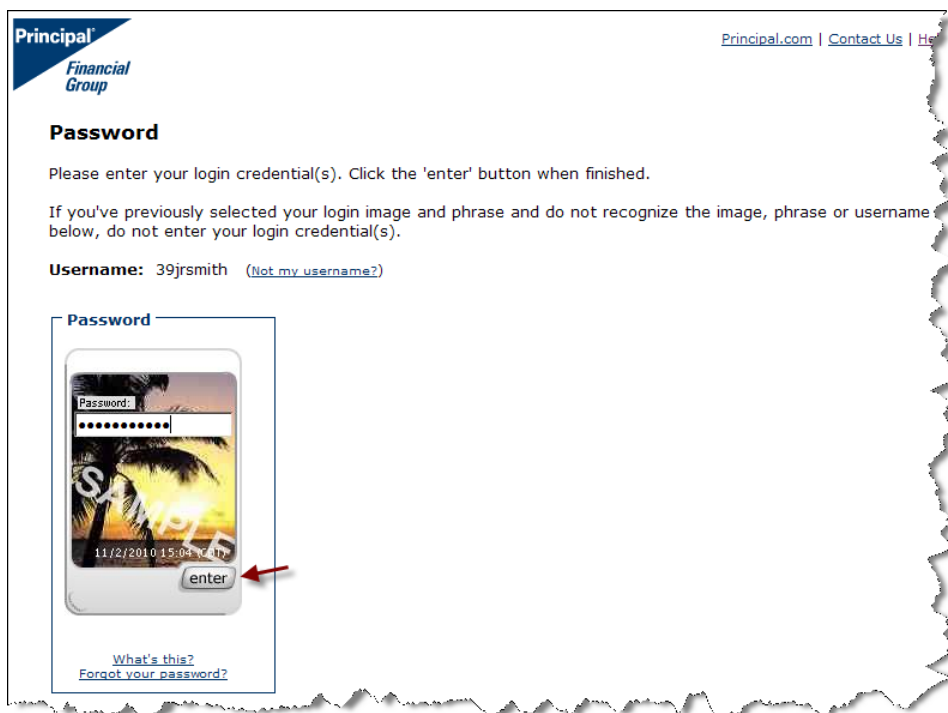 Principal®
Financial
Group
Principal.com | Contact Us |
Password
Please enter your login credential(s). Click the 'enter' button when finished.
If you've previously selected your login image and phrase and do not recognize the image, phrase or username
below, do not enter your login credential(s).
Username: 39jrsmith (Not my username?)
Password
Password:
•••••••••••
SAMPLE
11/2/2010 15:04 (CDT)
enter
What's this?
Forgot your password?